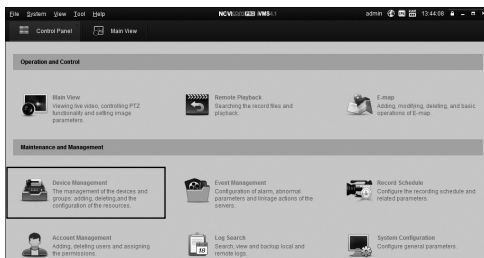 File System View Tool Help
admin 13:44:08
Control Panel
Main View
Operation and Control
Main View
Viewing live video, controlling PTZ
functionality and setting image
parameters.
Remote Playback
Searching the record files and
playback.
E-map
Adding, modifying, deleting, and basic
operations of E-map.
Maintenance and Management
Device Management
The management of the devices and
groups: adding, deleting,and the
configuration of the resources.
Event Management
Configuration of alarm, abnormal
parameters and linkage actions of the
servers.
Record Schedule
Configure the recording schedule and
related parameters.
Account Management
Adding, deleting users and assigning
the permissions.
18
Log Search
Search, view and backup local and
remote logs.
System Configuration
Configure general parameters.